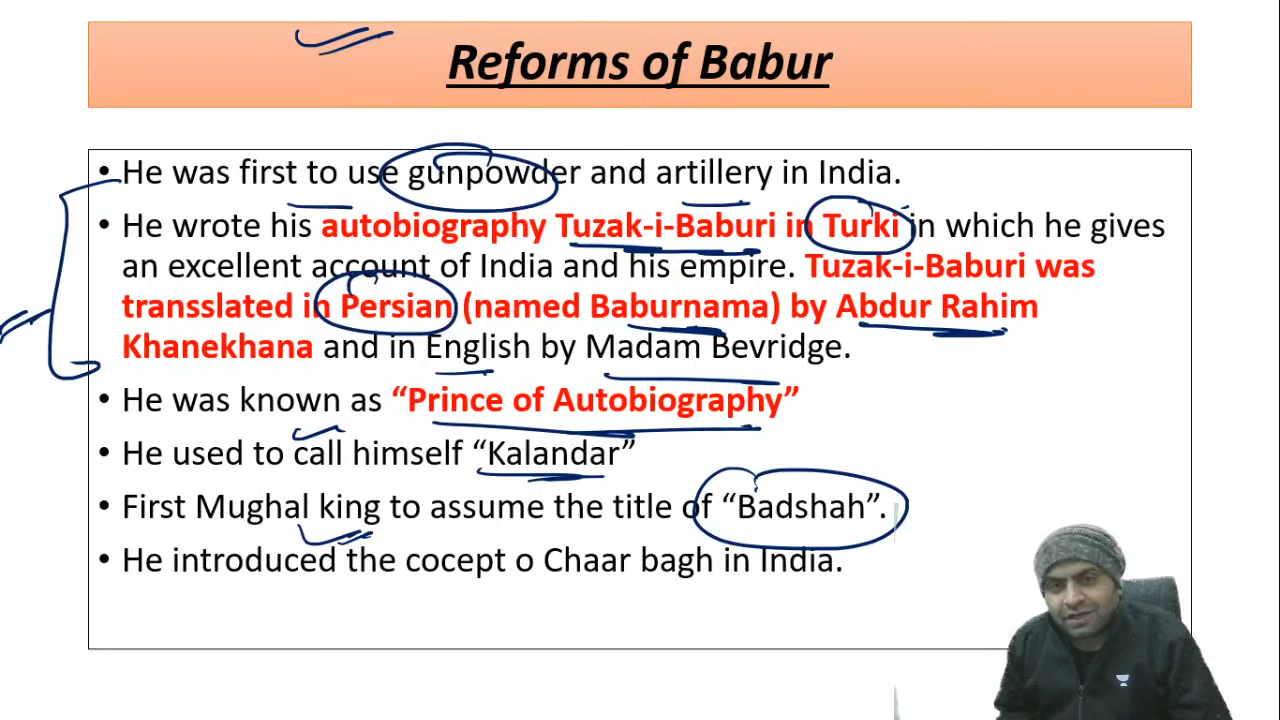 Reforms of Babur
• He was first to use gunpowder and artillery in India.
• He wrote his autobiography Tuzak-i-Baburi in Turki in which he gives
an excellent account of India and his empire. Tuzak-i-Baburi was
transslated in Persian (named Baburnama) by Abdur Rahim
Khanekhana and in English by Madam Bevridge.
• He was known as “Prince of Autobiography”
• He used to call himself “Kalandar”
• First Mughal king to assume the title of “Badshah”.
• He introduced the cocept o Chaar bagh in India.